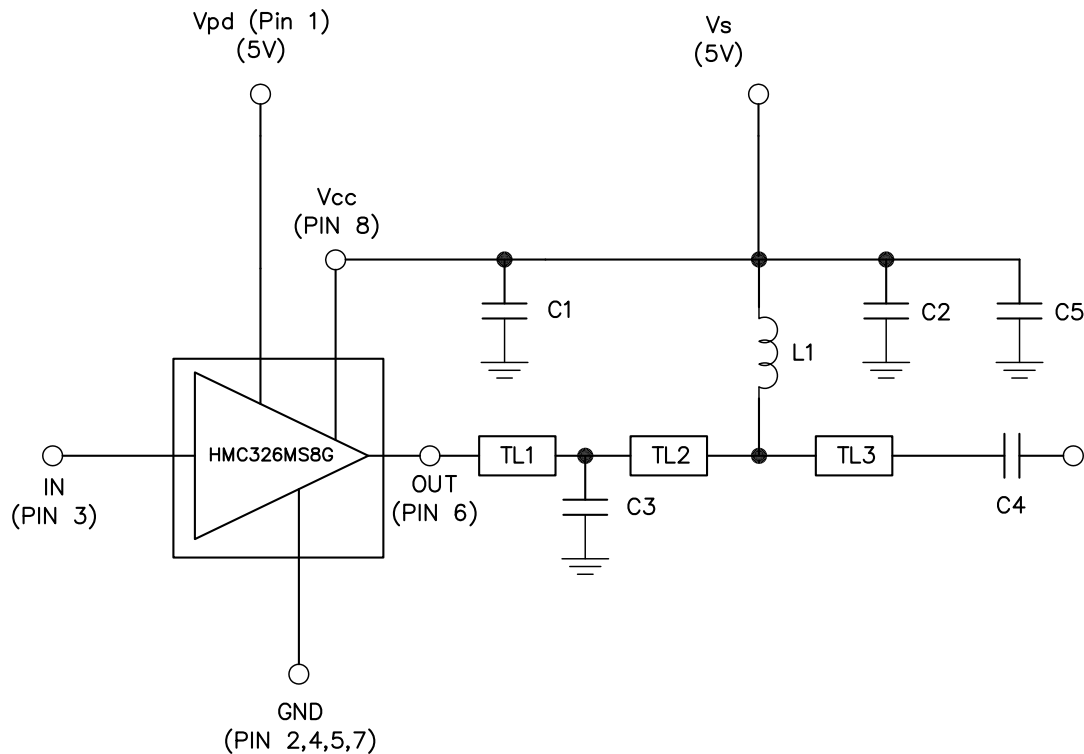 Vpd (Pin 1)
(5V)
Vs
(5V)
Vcc
(PIN 8)
C1
C2
C5
L1
HMC326MS8G
TL1
TL2
TL3
IN
(PIN 3)
OUT
(PIN 6)
C3
C4
GND
(PIN 2,4,5,7)